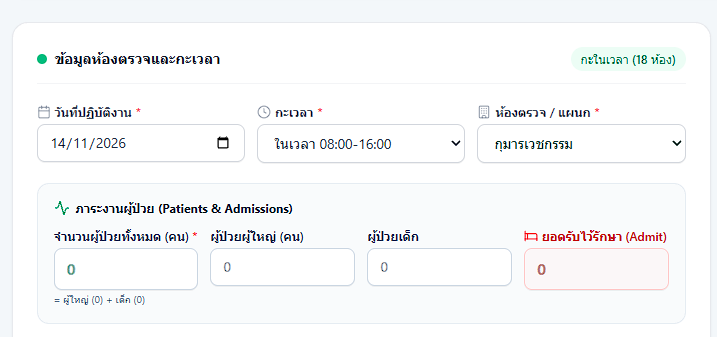 ข้อมูลห้องตรวจและกะเวลา
กะในเวลา (18 ห้อง)
วันที่ปฏิบัติงาน *
กะเวลา *
ห้องตรวจ / แผนก *
14/11/2026
ในเวลา 08:00-16:00
กุมารเวชกรรม
ภาระงานผู้ป่วย (Patients & Admissions)
จำนวนผู้ป่วยทั้งหมด (คน) *
ผู้ป่วยผู้ใหญ่ (คน)
ผู้ป่วยเด็ก
ยอดรับไว้รักษา (Admit)
0
0
0
0
= ผู้ใหญ่ (0) + เด็ก (0)